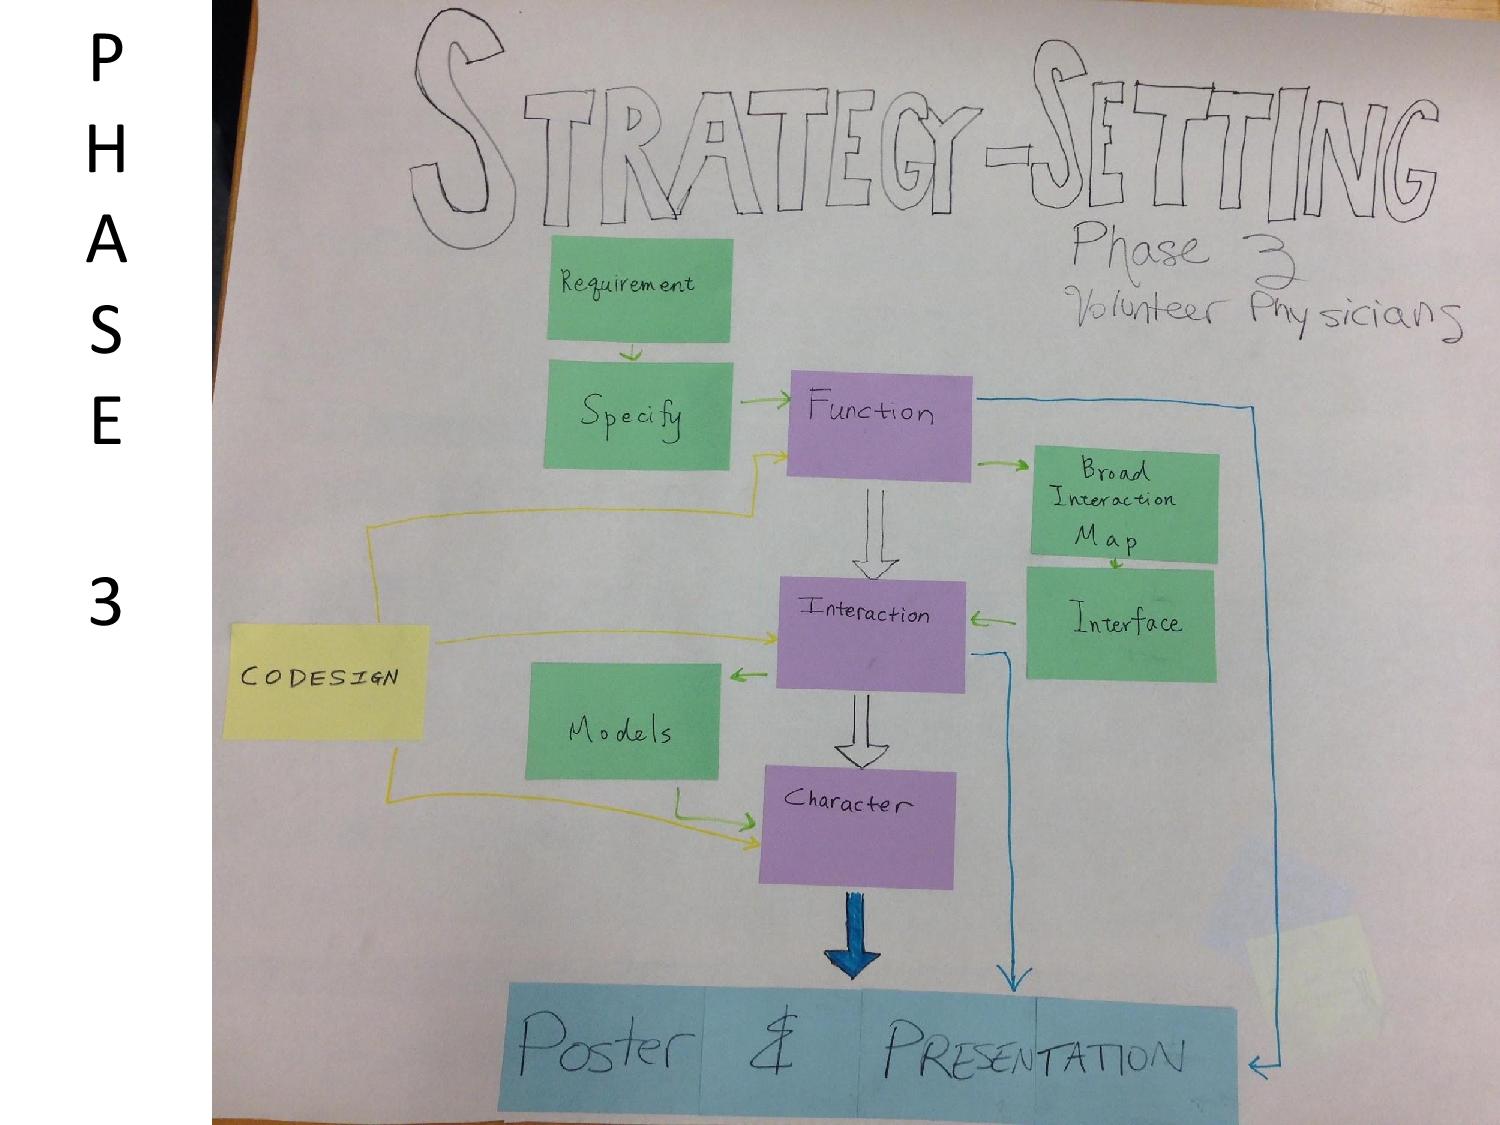 P
H
A
S
E
3
STRATEGY-SETTING
Phase 3
Volunteer Physicians
Requirement
Specify
Function
Broad
Interaction
Map
Interaction
Interface
CODESIGN
Models
Character
Poster & PRESENTATION